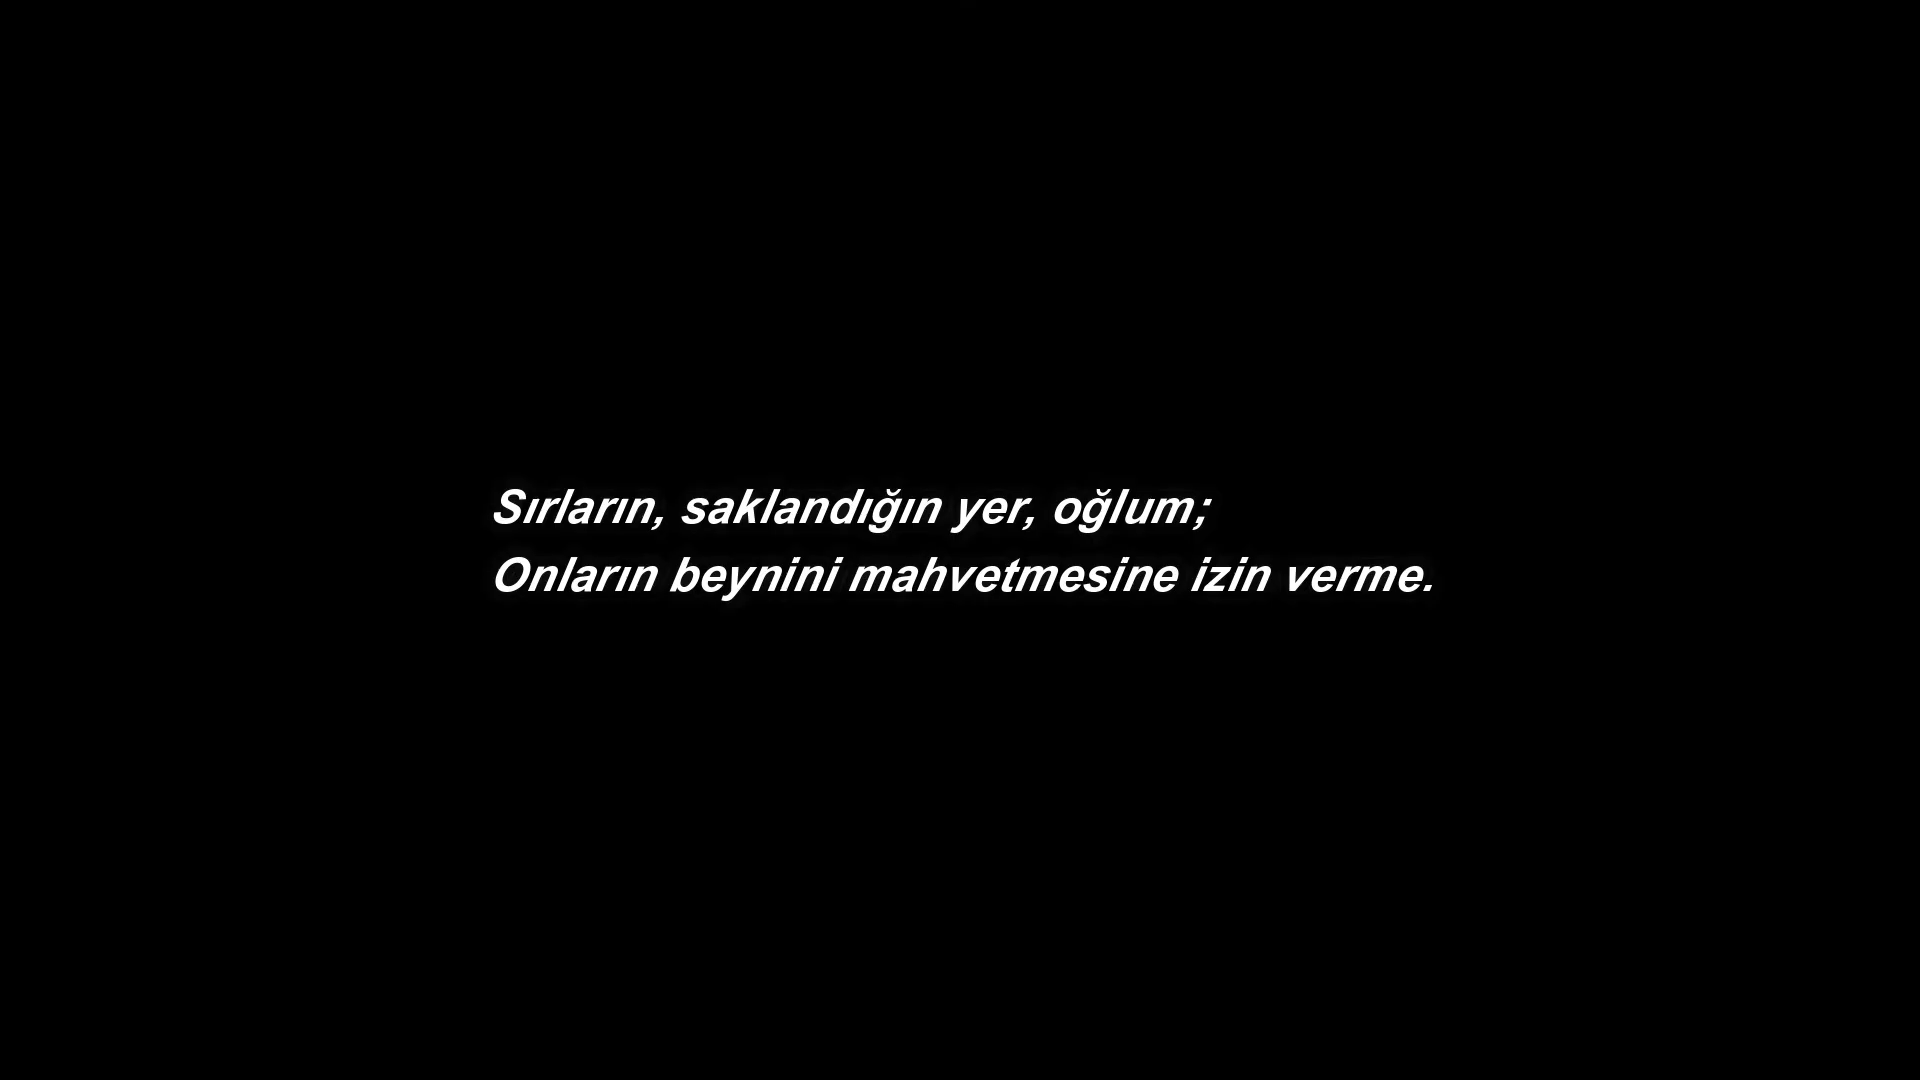 Sırların, saklandığın yer, oğlum;
Onların beynini mahvetmesine izin verme.